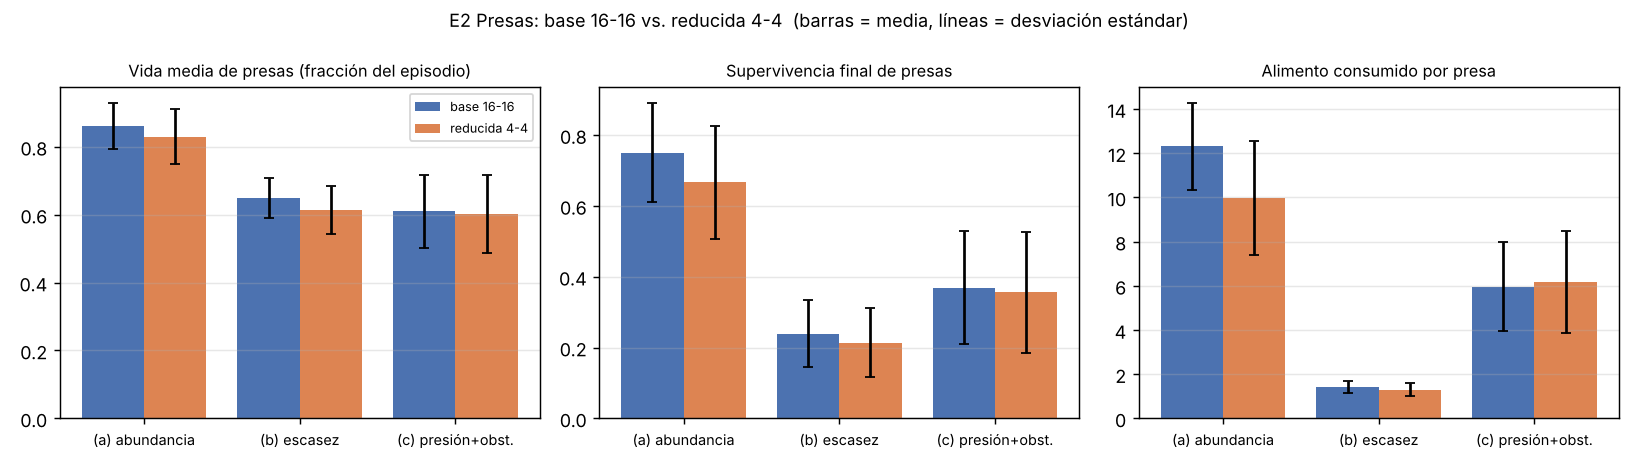 E2 Presas: base 16-16 vs. reducida 4-4 (barras = media, líneas = desviación estándar)
Vida media de presas (fracción del episodio)
base 16-16
reducida 4-4
0.8
0.6
0.4
0.2
0.0
(a) abundancia (b) escasez (c) presión+obst.
Supervivencia final de presas
0.8
0.6
0.4
0.2
0.0
(a) abundancia (b) escasez (c) presión+obst.
Alimento consumido por presa
14
12
10
8
6
4
2
0
(a) abundancia (b) escasez (c) presión+obst.